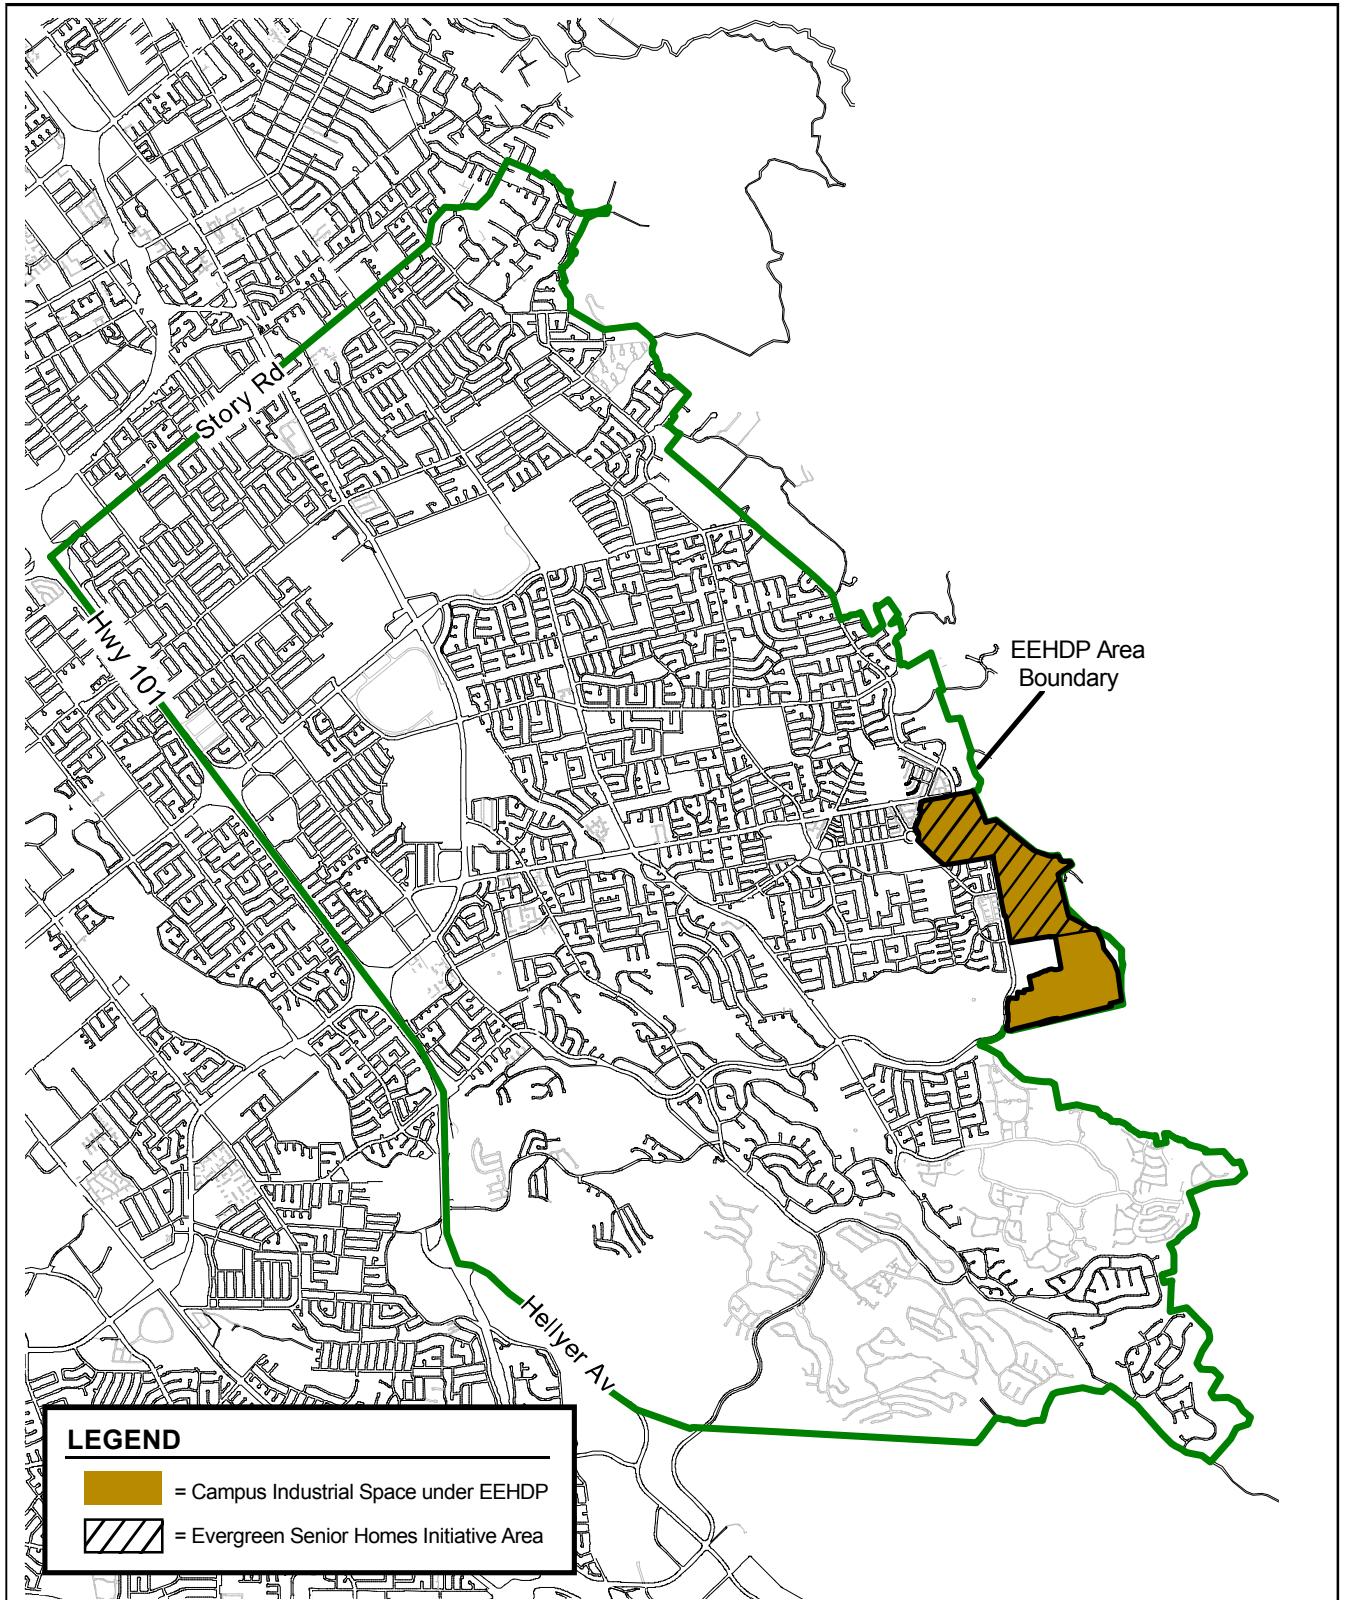 Story Rd
Hwy 101
EEHDP Area
Boundary
Hellyer Av
LEGEND
= Campus Industrial Space under EEHDP
= Evergreen Senior Homes Initiative Area